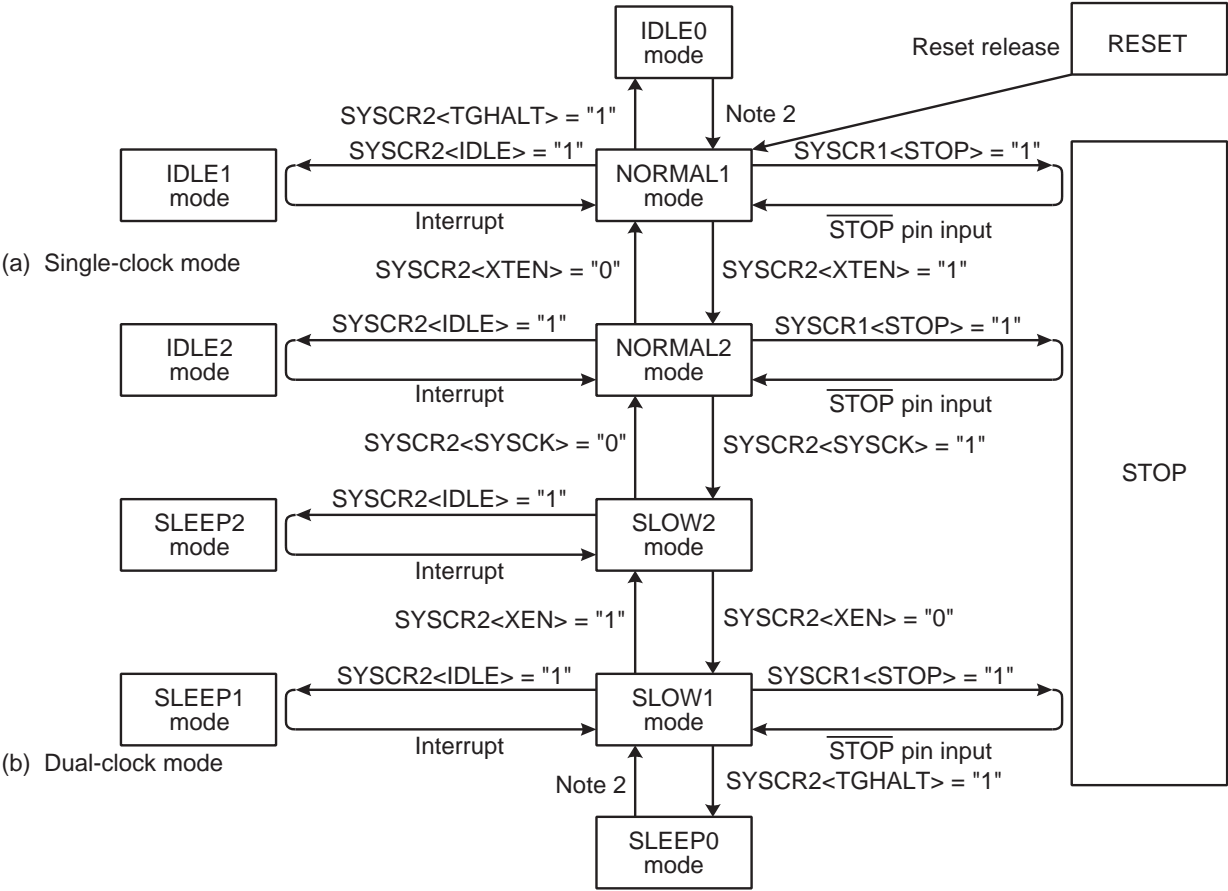 IDLE0
mode
Reset release
RESET
SYSCR2<TGHALT> = "1"
Note 2
IDLE1
mode
SYSCR2<IDLE> = "1"
NORMAL1
mode
SYSCR1<STOP> = "1"
Interrupt
S̅T̅O̅P̅ pin input
(a) Single-clock mode
SYSCR2<XTEN> = "0"
SYSCR2<XTEN> = "1"
IDLE2
mode
SYSCR2<IDLE> = "1"
NORMAL2
mode
SYSCR1<STOP> = "1"
Interrupt
S̅T̅O̅P̅ pin input
SYSCR2<SYSCK> = "0"
SYSCR2<SYSCK> = "1"
STOP
SLEEP2
mode
SYSCR2<IDLE> = "1"
SLOW2
mode
Interrupt
SYSCR2<XEN> = "1"
SYSCR2<XEN> = "0"
SLEEP1
mode
SYSCR2<IDLE> = "1"
SLOW1
mode
SYSCR1<STOP> = "1"
Interrupt
S̅T̅O̅P̅ pin input
(b) Dual-clock mode
Note 2
SYSCR2<TGHALT> = "1"
SLEEP0
mode